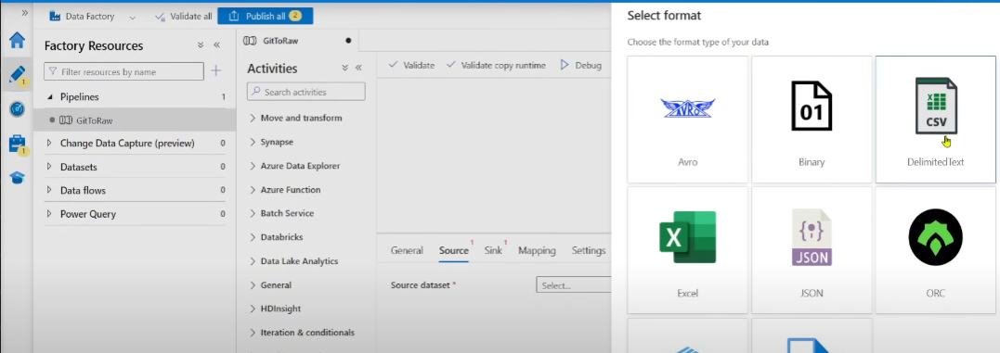 Data Factory
Validate all
Publish all 2
Factory Resources
Filter resources by name
Pipelines 1
GitToRaw
Change Data Capture (preview) 0
Datasets 0
Data flows 0
Power Query 0
1
1
GitToRaw
Activities
Search activities
Move and transform
Synapse
Azure Data Explorer
Azure Function
Batch Service
Databricks
Data Lake Analytics
General
HDInsight
Iteration & conditionals
Validate
Validate copy runtime
Debug
General
Source 1
Sink 1
Mapping
Settings
Source dataset *
Select...
Select format
Choose the format type of your data
AVRO
Avro
01
Binary
X
CSV
DelimitedText
X
Excel
JSON
JSON
ORC